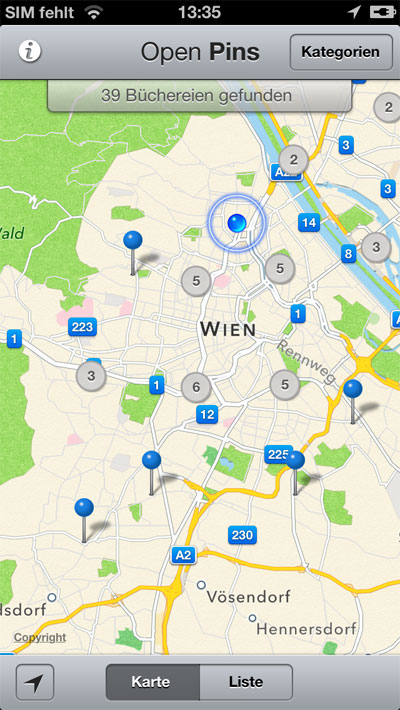 SIM fehlt 13:35
i Open Pins Kategorien
39 Büchereien gefunden
2
3
2
A22
3
14
3
8
5
5
1
223
WIEN
1
Rennweg
3
1
6
5
12
225
230
A2
Vösendorf
Hennersdorf
Copyright
Karte Liste